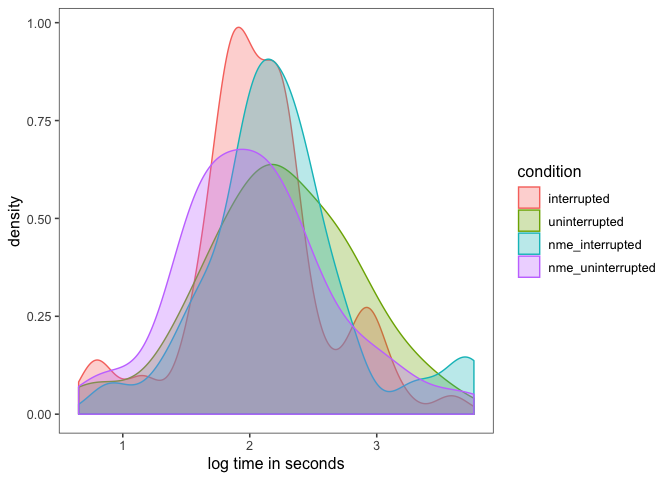 1.00
0.75
0.50
0.25
0.00
density
1 2 3
log time in seconds
condition
interrupted
uninterrupted
nme_interrupted
nme_uninterrupted